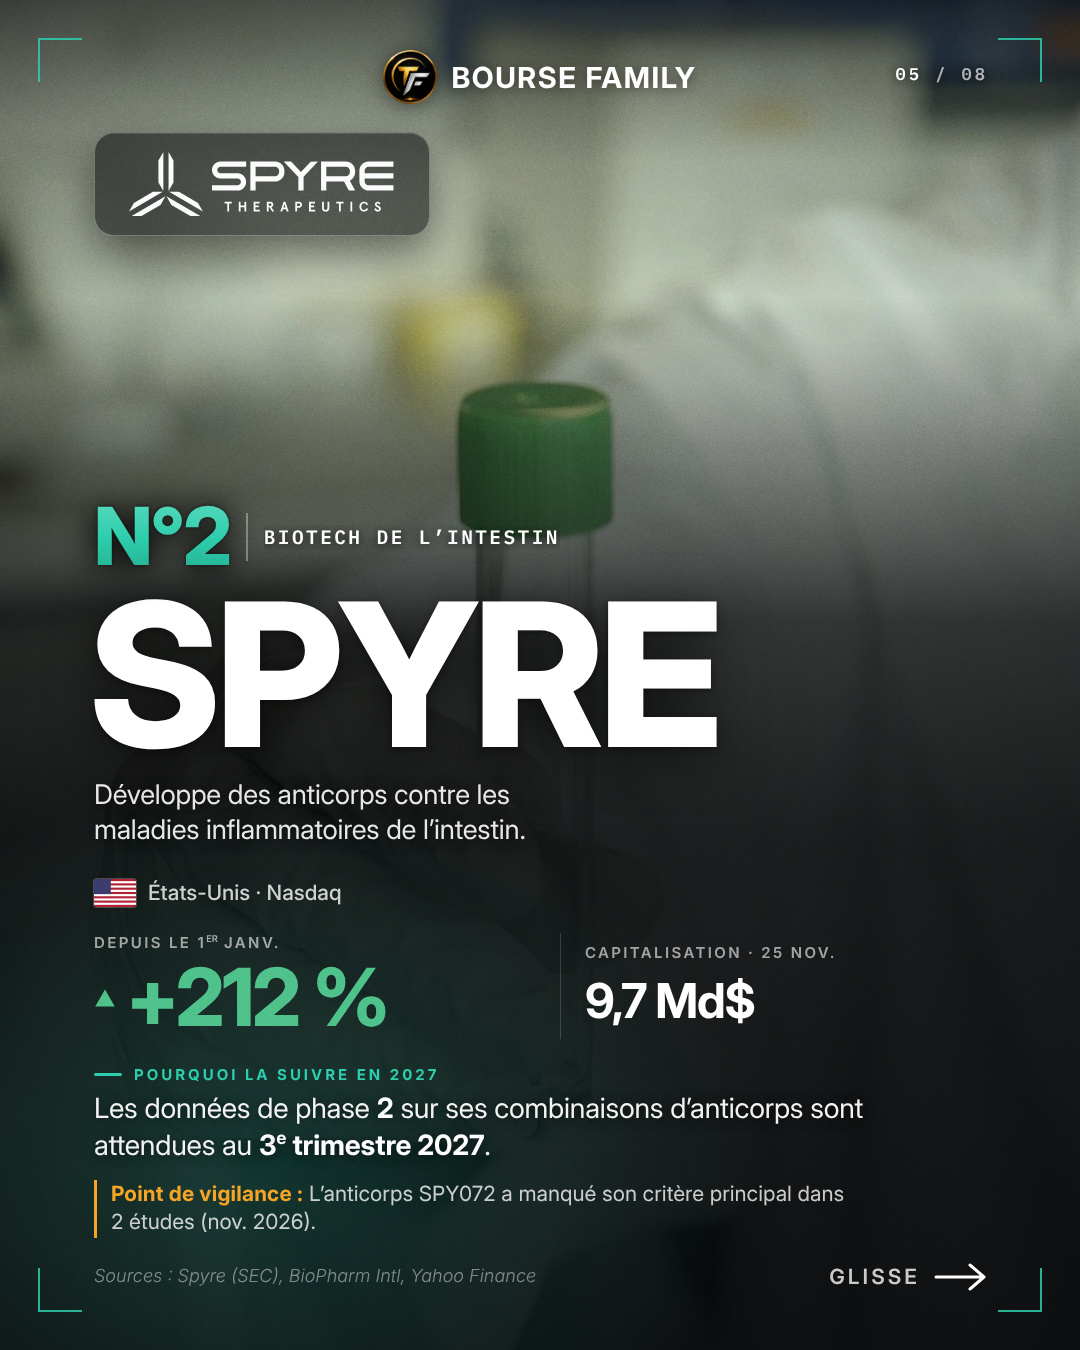 BOURSE FAMILY
05 / 08
SPYRE
THERAPEUTICS
N°2
BIOTECH DE L’INTESTIN
SPYRE
Développe des anticorps contre les
maladies inflammatoires de l’intestin.
États-Unis · Nasdaq
DEPUIS LE 1ER JANV.
▲ +212 %
CAPITALISATION · 25 NOV.
9,7 Md$
POURQUOI LA SUIVRE EN 2027
Les données de phase 2 sur ses combinaisons d’anticorps sont
attendues au 3e trimestre 2027.
Point de vigilance : L’anticorps SPY072 a manqué son critère principal dans
2 études (nov. 2026).
Sources : Spyre (SEC), BioPharm Intl, Yahoo Finance
GLISSE